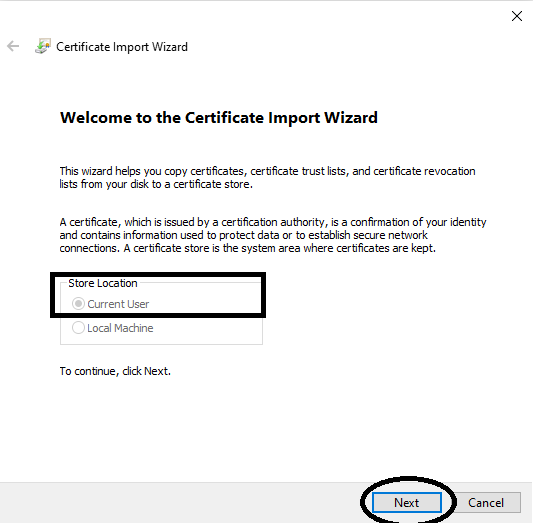 Certificate Import Wizard
Welcome to the Certificate Import Wizard
This wizard helps you copy certificates, certificate trust lists, and certificate revocation
lists from your disk to a certificate store.
A certificate, which is issued by a certification authority, is a confirmation of your identity
and contains information used to protect data or to establish secure network
connections. A certificate store is the system area where certificates are kept.
Store Location
Current User
Local Machine
To continue, click Next.
Next
Cancel